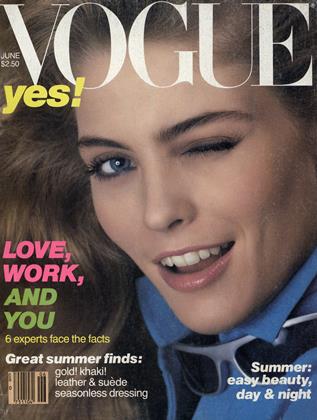 VOGUE
JUNE
$2.50
yes!
LOVE,
WORK,
AND
YOU
6 experts face the facts
Great summer finds:
gold! khaki!
leather & suède
seasonless dressing
Summer:
easy beauty,
day & night